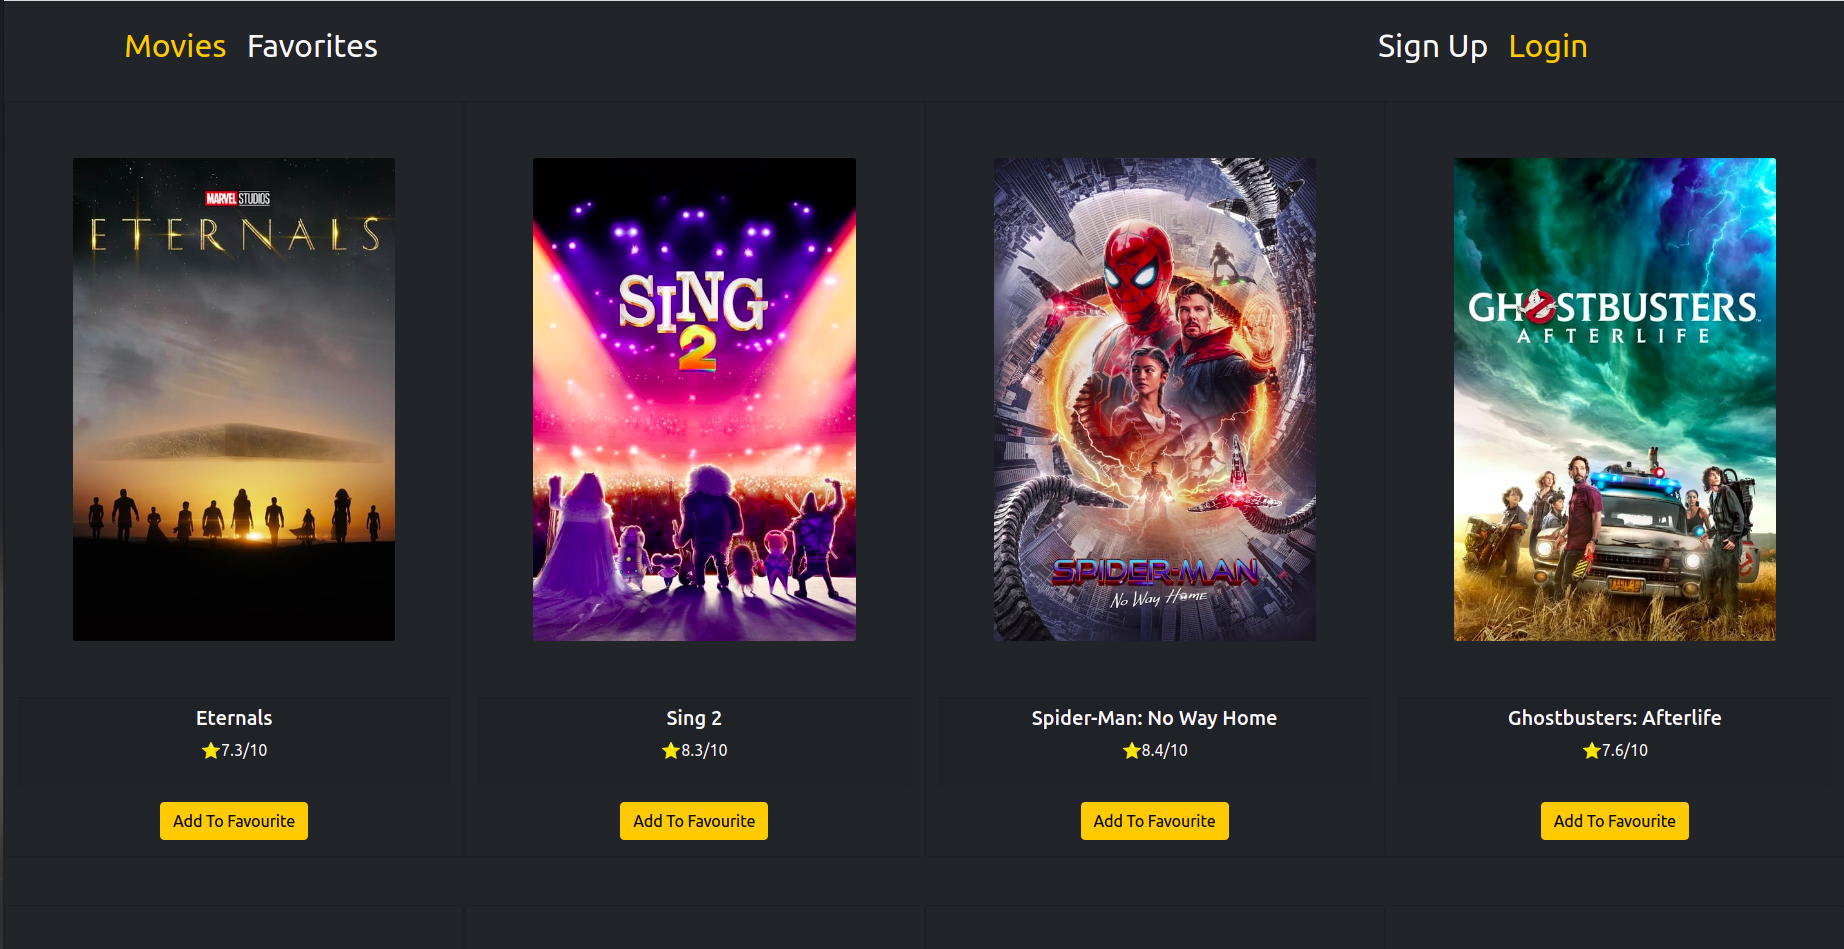 Movies Favorites Sign Up Login
MARVEL STUDIOS
ETERNALS
SING
2
SPIDER-MAN
No Way Home
GHOSTBUSTERS
AFTERLIFE
Eternals
⭐7.3/10
Add To Favourite
Sing 2
⭐8.3/10
Add To Favourite
Spider-Man: No Way Home
⭐8.4/10
Add To Favourite
Ghostbusters: Afterlife
⭐7.6/10
Add To Favourite